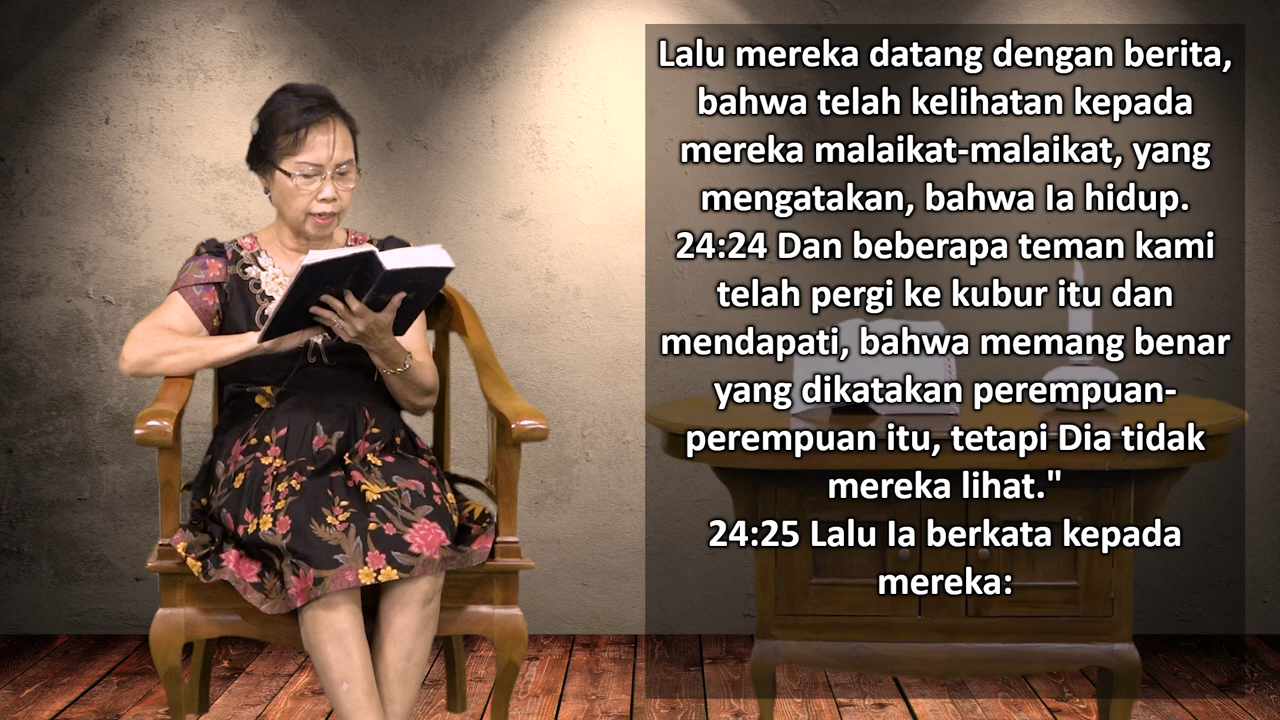 Lalu mereka datang dengan berita,
bahwa telah kelihatan kepada
mereka malaikat-malaikat, yang
mengatakan, bahwa Ia hidup.
24:24 Dan beberapa teman kami
telah pergi ke kubur itu dan
mendapati, bahwa memang benar
yang dikatakan perempuan-
perempuan itu, tetapi Dia tidak
mereka lihat."
24:25 Lalu Ia berkata kepada
mereka: